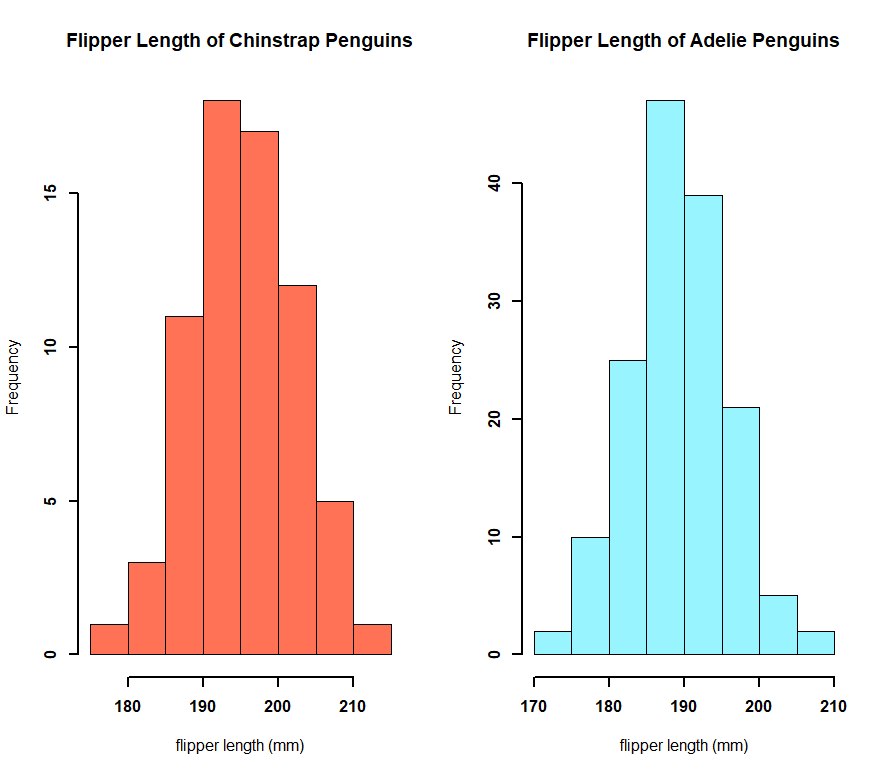 Flipper Length of Chinstrap Penguins
Frequency
15
10
5
0
180 190 200 210
flipper length (mm)
Flipper Length of Adelie Penguins
Frequency
40
30
20
10
0
170 180 190 200 210
flipper length (mm)